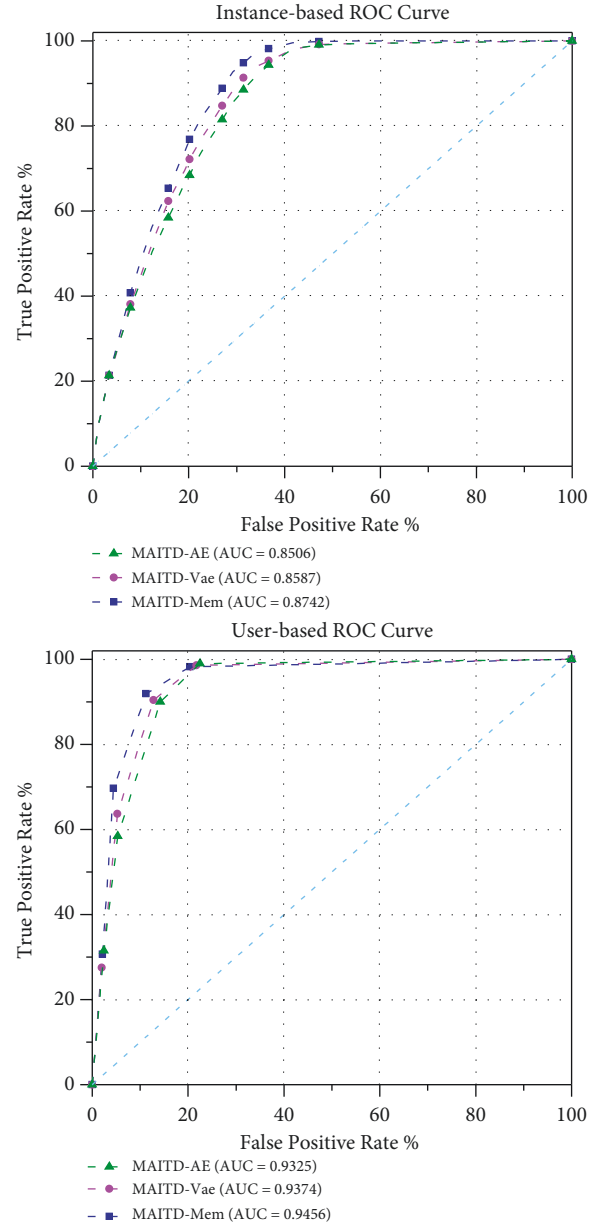 Instance-based ROC Curve
100
80
60
40
20
0
True Positive Rate %
0 20 40 60 80 100
False Positive Rate %
MAITD-AE (AUC = 0.8506)
MAITD-Vae (AUC = 0.8587)
MAITD-Mem (AUC = 0.8742)
User-based ROC Curve
100
80
60
40
20
0
True Positive Rate %
0 20 40 60 80 100
False Positive Rate %
MAITD-AE (AUC = 0.9325)
MAITD-Vae (AUC = 0.9374)
MAITD-Mem (AUC = 0.9456)